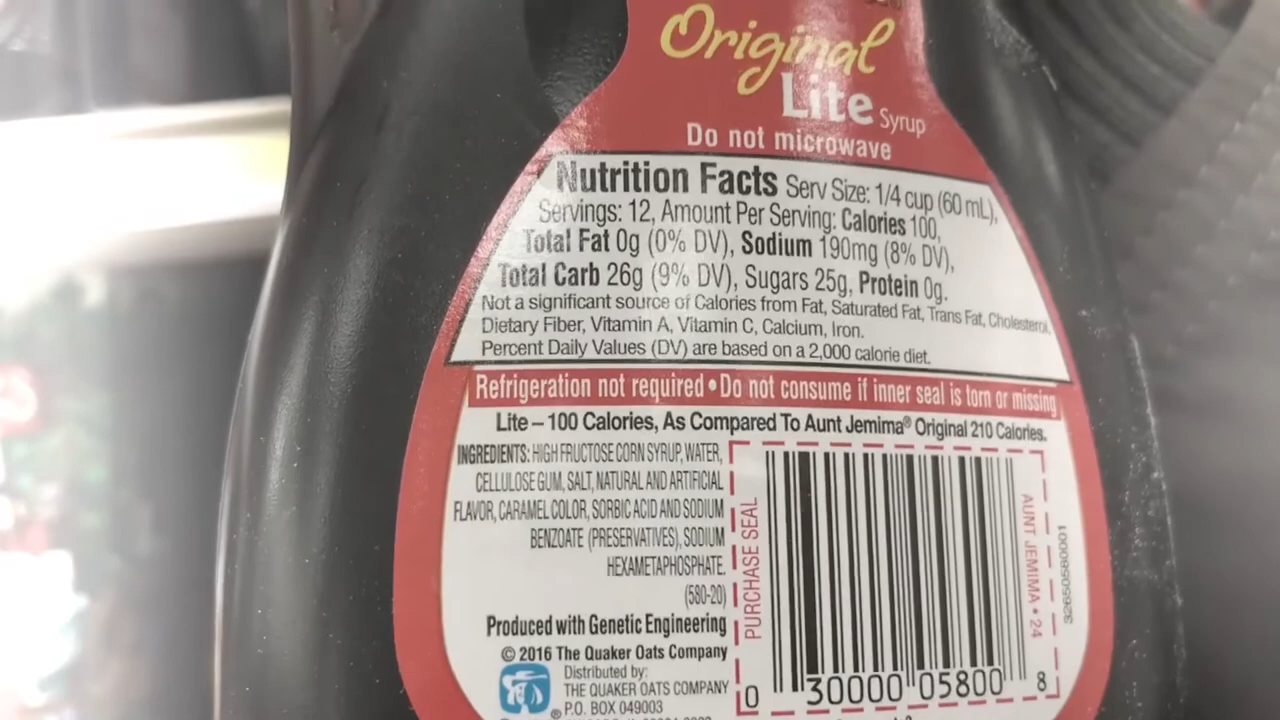 Original
Lite Syrup
Do not microwave
Nutrition Facts Serv Size: 1/4 cup (60 mL),
Servings: 12, Amount Per Serving: Calories 100,
Total Fat 0g (0% DV), Sodium 190mg (8% DV),
Total Carb 26g (9% DV), Sugars 25g, Protein 0g.
Not a significant source of Calories from Fat, Saturated Fat, Trans Fat, Cholesterol,
Dietary Fiber, Vitamin A, Vitamin C, Calcium, Iron.
Percent Daily Values (DV) are based on a 2,000 calorie diet.
Refrigeration not required • Do not consume if inner seal is torn or missing
Lite – 100 Calories, As Compared To Aunt Jemima® Original 210 Calories.
INGREDIENTS: HIGH FRUCTOSE CORN SYRUP, WATER,
CELLULOSE GUM, SALT, NATURAL AND ARTIFICIAL
FLAVOR, CARAMEL COLOR, SORBIC ACID AND SODIUM
BENZOATE (PRESERVATIVES), SODIUM
HEXAMETAPHOSPHATE.
(580-20)
Produced with Genetic Engineering
© 2016 The Quaker Oats Company
Distributed by:
THE QUAKER OATS COMPANY
P.O. BOX 049003
®
PURCHASE SEAL
AUNT JEMIMA • 24
32650580001
0 30000 05800 8